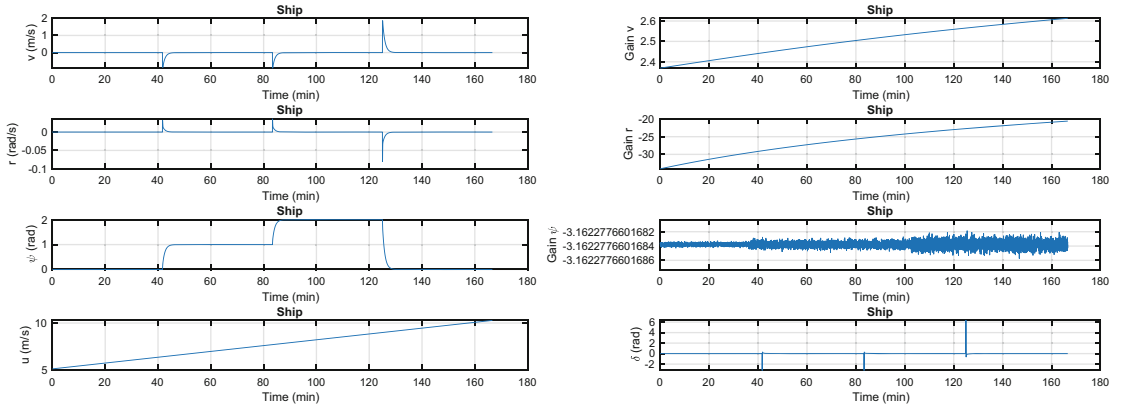 Ship
2
1
0
v (m/s)
0 20 40 60 80 100 120 140 160 180
Time (min)
Ship
0
-0.05
-0.1
r (rad/s)
0 20 40 60 80 100 120 140 160 180
Time (min)
Ship
2
1
0
ψ (rad)
0 20 40 60 80 100 120 140 160 180
Time (min)
Ship
10
5
u (m/s)
0 20 40 60 80 100 120 140 160 180
Time (min)
Ship
2.6
2.5
2.4
Gain v
0 20 40 60 80 100 120 140 160 180
Time (min)
Ship
-20
-25
-30
Gain r
0 20 40 60 80 100 120 140 160 180
Time (min)
Ship
-3.1622776601682
-3.1622776601684
-3.1622776601686
Gain ψ
0 20 40 60 80 100 120 140 160 180
Time (min)
Ship
6
4
2
0
-2
δ (rad)
0 20 40 60 80 100 120 140 160 180
Time (min)